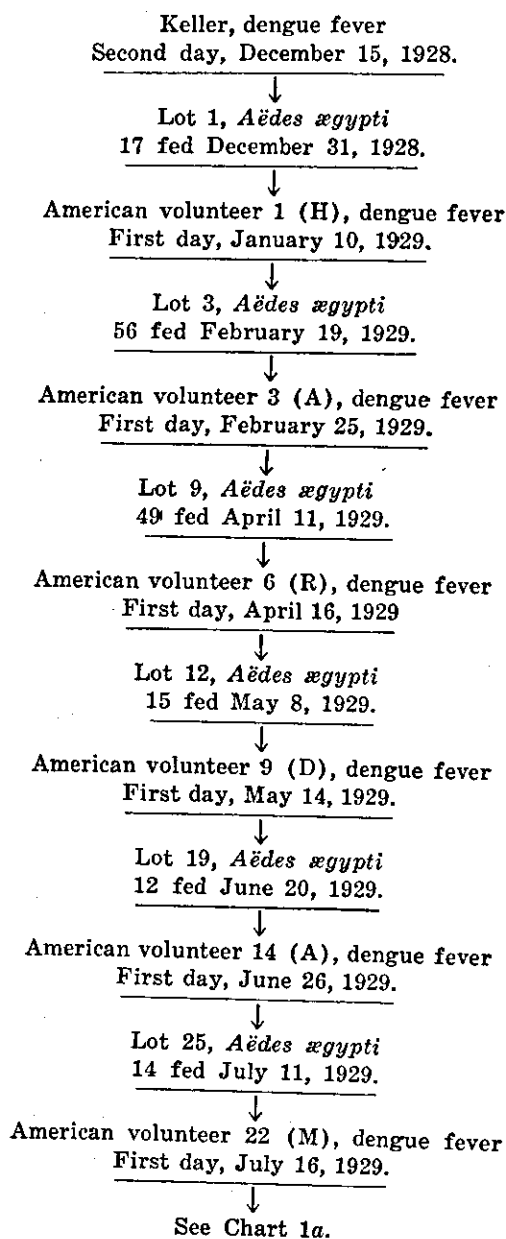 Keller, dengue fever
Second day, December 15, 1928.
↓
Lot 1, Aëdes ægypti
17 fed December 31, 1928.
↓
American volunteer 1 (H), dengue fever
First day, January 10, 1929.
↓
Lot 3, Aëdes ægypti
56 fed February 19, 1929.
↓
American volunteer 3 (A), dengue fever
First day, February 25, 1929.
↓
Lot 9, Aëdes ægypti
49 fed April 11, 1929.
↓
American volunteer 6 (R), dengue fever
First day, April 16, 1929
↓
Lot 12, Aëdes ægypti
15 fed May 8, 1929.
↓
American volunteer 9 (D), dengue fever
First day, May 14, 1929.
↓
Lot 19, Aëdes ægypti
12 fed June 20, 1929.
↓
American volunteer 14 (A), dengue fever
First day, June 26, 1929.
↓
Lot 25, Aëdes ægypti
14 fed July 11, 1929.
↓
American volunteer 22 (M), dengue fever
First day, July 16, 1929.
↓
See Chart 1a.